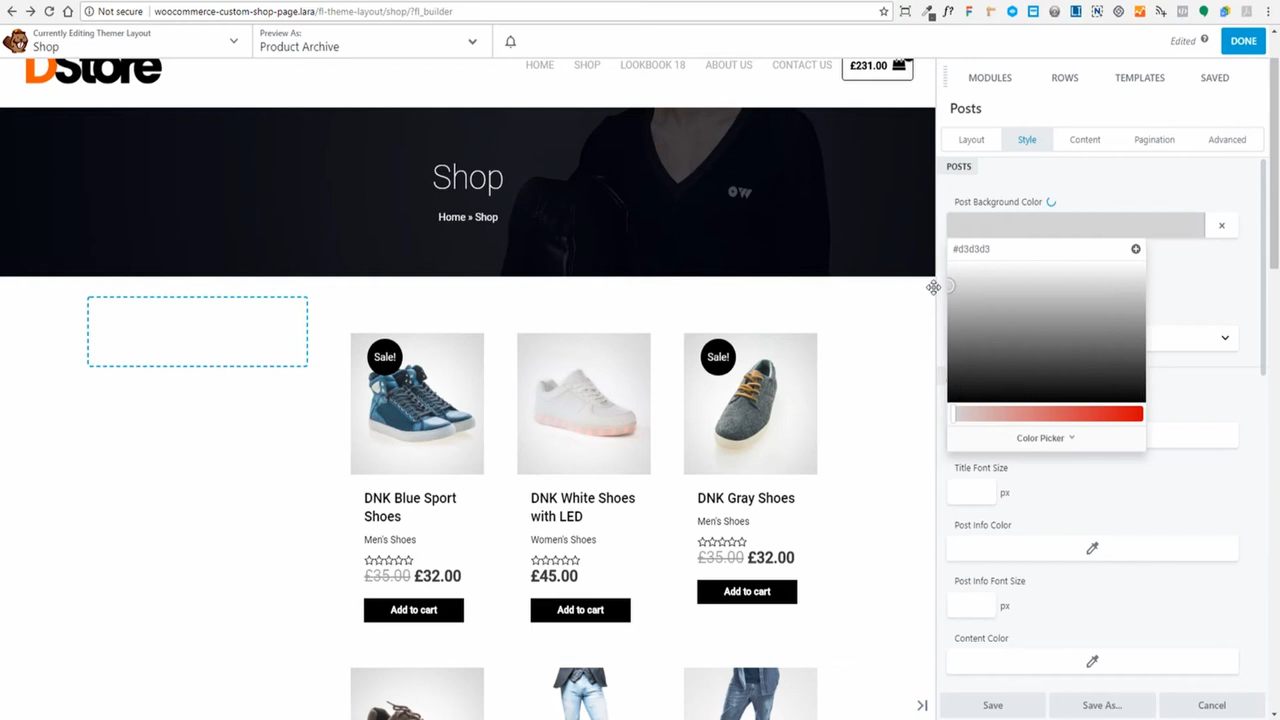 Not secure | woocommerce-custom-shop-page.lara/fl-theme-layout/shop/?fl_builder
Currently Editing Themer Layout
Shop
Preview As:
Product Archive
Edited
DONE
DStore
HOME SHOP LOOKBOOK 18 ABOUT US CONTACT US £231.00
Shop
Home » Shop
OW
Sale!
Sale!
DNK Blue Sport
Shoes
Men's Shoes
£35.00 £32.00
Add to cart
DNK White Shoes
with LED
Women's Shoes
£45.00
Add to cart
DNK Gray Shoes
Men's Shoes
£35.00 £32.00
Add to cart
MODULES ROWS TEMPLATES SAVED
Posts
Layout Style Content Pagination Advanced
POSTS
Post Background Color
#d3d3d3
Color Picker
Title Font Size
px
Post Info Color
Post Info Font Size
px
Content Color
Save Save As... Cancel